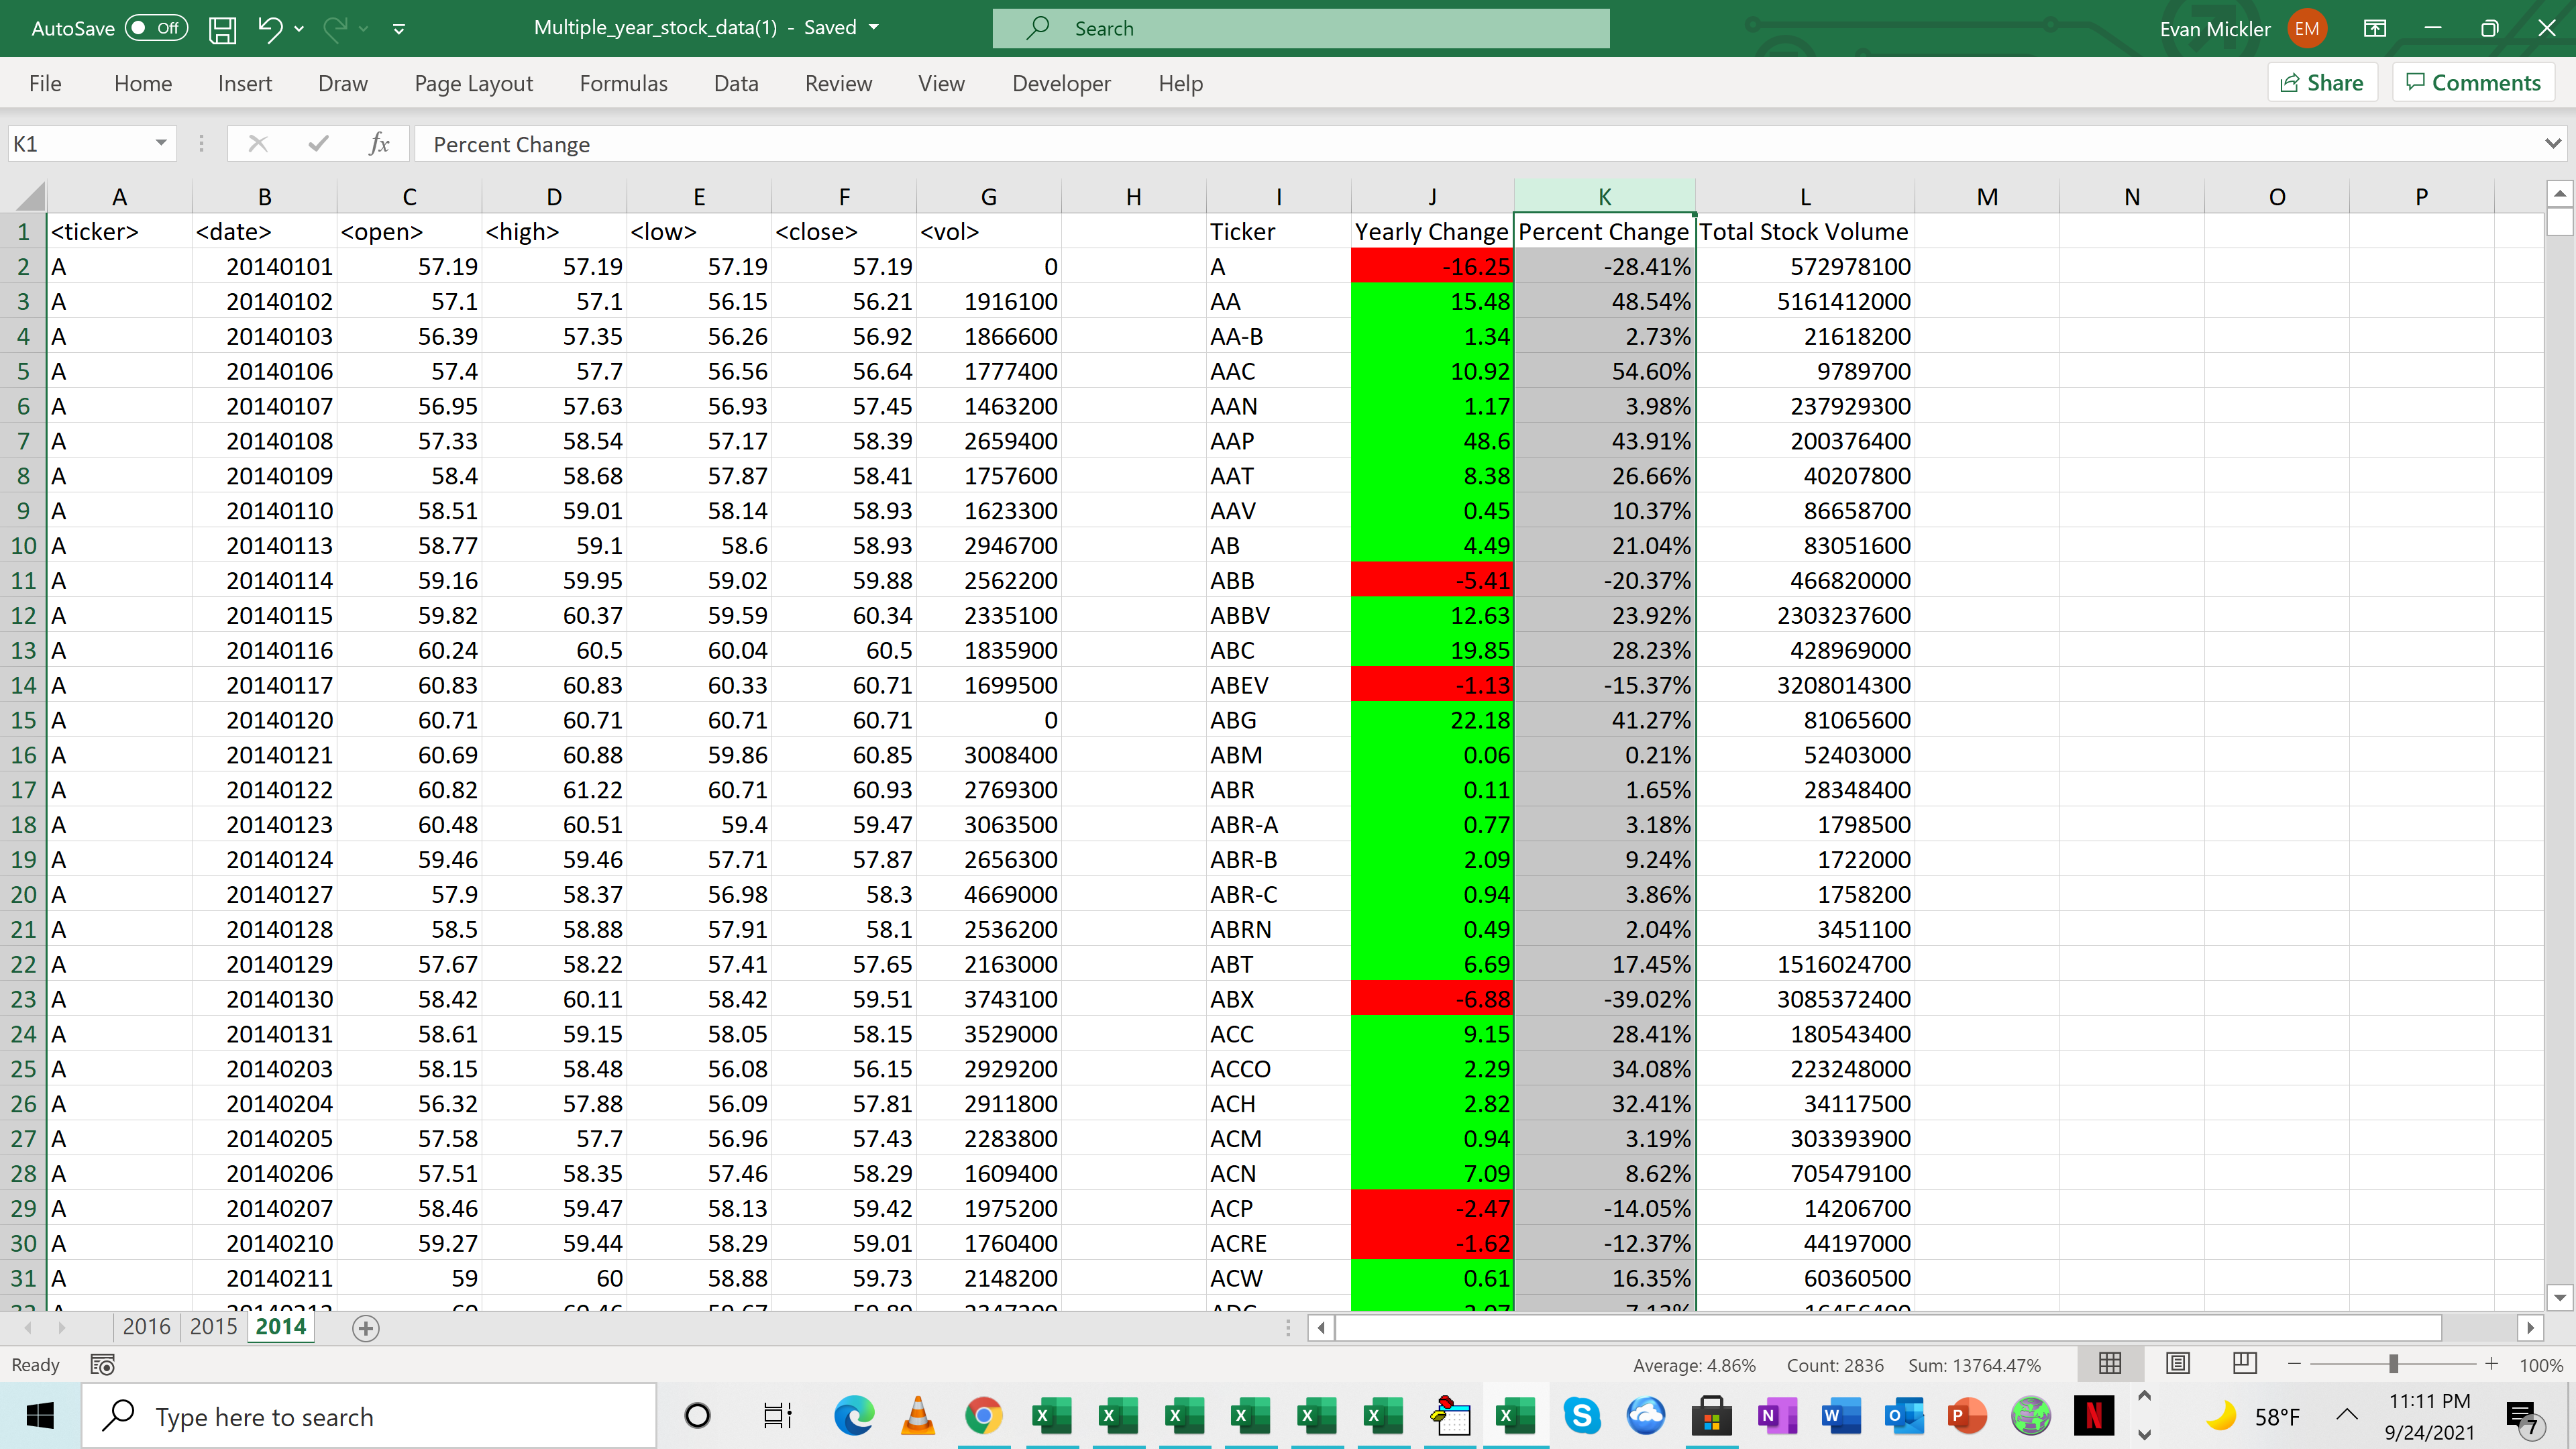 AutoSave Off Multiple_year_stock_data(1) - Saved Search Evan Mickler EM
File Home Insert Draw Page Layout Formulas Data Review View Developer Help Share Comments
K1 fx Percent Change
A B C D E F G H I J K L M N O P
1 <ticker> <date> <open> <high> <low> <close> <vol> Ticker Yearly Change Percent Change Total Stock Volume
2 A 20140101 57.19 57.19 57.19 57.19 0 A -16.25 -28.41% 572978100
3 A 20140102 57.1 57.1 56.15 56.21 1916100 AA 15.48 48.54% 5161412000
4 A 20140103 56.39 57.35 56.26 56.92 1866600 AA-B 1.34 2.73% 21618200
5 A 20140106 57.4 57.7 56.56 56.64 1777400 AAC 10.92 54.60% 9789700
6 A 20140107 56.95 57.63 56.93 57.45 1463200 AAN 1.17 3.98% 237929300
7 A 20140108 57.33 58.54 57.17 58.39 2659400 AAP 48.6 43.91% 200376400
8 A 20140109 58.4 58.68 57.87 58.41 1757600 AAT 8.38 26.66% 40207800
9 A 20140110 58.51 59.01 58.14 58.93 1623300 AAV 0.45 10.37% 86658700
10 A 20140113 58.77 59.1 58.6 58.93 2946700 AB 4.49 21.04% 83051600
11 A 20140114 59.16 59.95 59.02 59.88 2562200 ABB -5.41 -20.37% 466820000
12 A 20140115 59.82 60.37 59.59 60.34 2335100 ABBV 12.63 23.92% 2303237600
13 A 20140116 60.24 60.5 60.04 60.5 1835900 ABC 19.85 28.23% 428969000
14 A 20140117 60.83 60.83 60.33 60.71 1699500 ABEV -1.13 -15.37% 3208014300
15 A 20140120 60.71 60.71 60.71 60.71 0 ABG 22.18 41.27% 81065600
16 A 20140121 60.69 60.88 59.86 60.85 3008400 ABM 0.06 0.21% 52403000
17 A 20140122 60.82 61.22 60.71 60.93 2769300 ABR 0.11 1.65% 28348400
18 A 20140123 60.48 60.51 59.4 59.47 3063500 ABR-A 0.77 3.18% 1798500
19 A 20140124 59.46 59.46 57.71 57.87 2656300 ABR-B 2.09 9.24% 1722000
20 A 20140127 57.9 58.37 56.98 58.3 4669000 ABR-C 0.94 3.86% 1758200
21 A 20140128 58.5 58.88 57.91 58.1 2536200 ABRN 0.49 2.04% 3451100
22 A 20140129 57.67 58.22 57.41 57.65 2163000 ABT 6.69 17.45% 1516024700
23 A 20140130 58.42 60.11 58.42 59.51 3743100 ABX -6.88 -39.02% 3085372400
24 A 20140131 58.61 59.15 58.05 58.15 3529000 ACC 9.15 28.41% 180543400
25 A 20140203 58.15 58.48 56.08 56.15 2929200 ACCO 2.29 34.08% 223248000
26 A 20140204 56.32 57.88 56.09 57.81 2911800 ACH 2.82 32.41% 34117500
27 A 20140205 57.58 57.7 56.96 57.43 2283800 ACM 0.94 3.19% 303393900
28 A 20140206 57.51 58.35 57.46 58.29 1609400 ACN 7.09 8.62% 705479100
29 A 20140207 58.46 59.47 58.13 59.42 1975200 ACP -2.47 -14.05% 14206700
30 A 20140210 59.27 59.44 58.29 59.01 1760400 ACRE -1.62 -12.37% 44197000
31 A 20140211 59 60 58.88 59.73 2148200 ACW 0.61 16.35% 60360500
2016 2015 2014
Ready Average: 4.86% Count: 2836 Sum: 13764.47% 100%
Type here to search 58°F 11:11 PM
9/24/2021 7